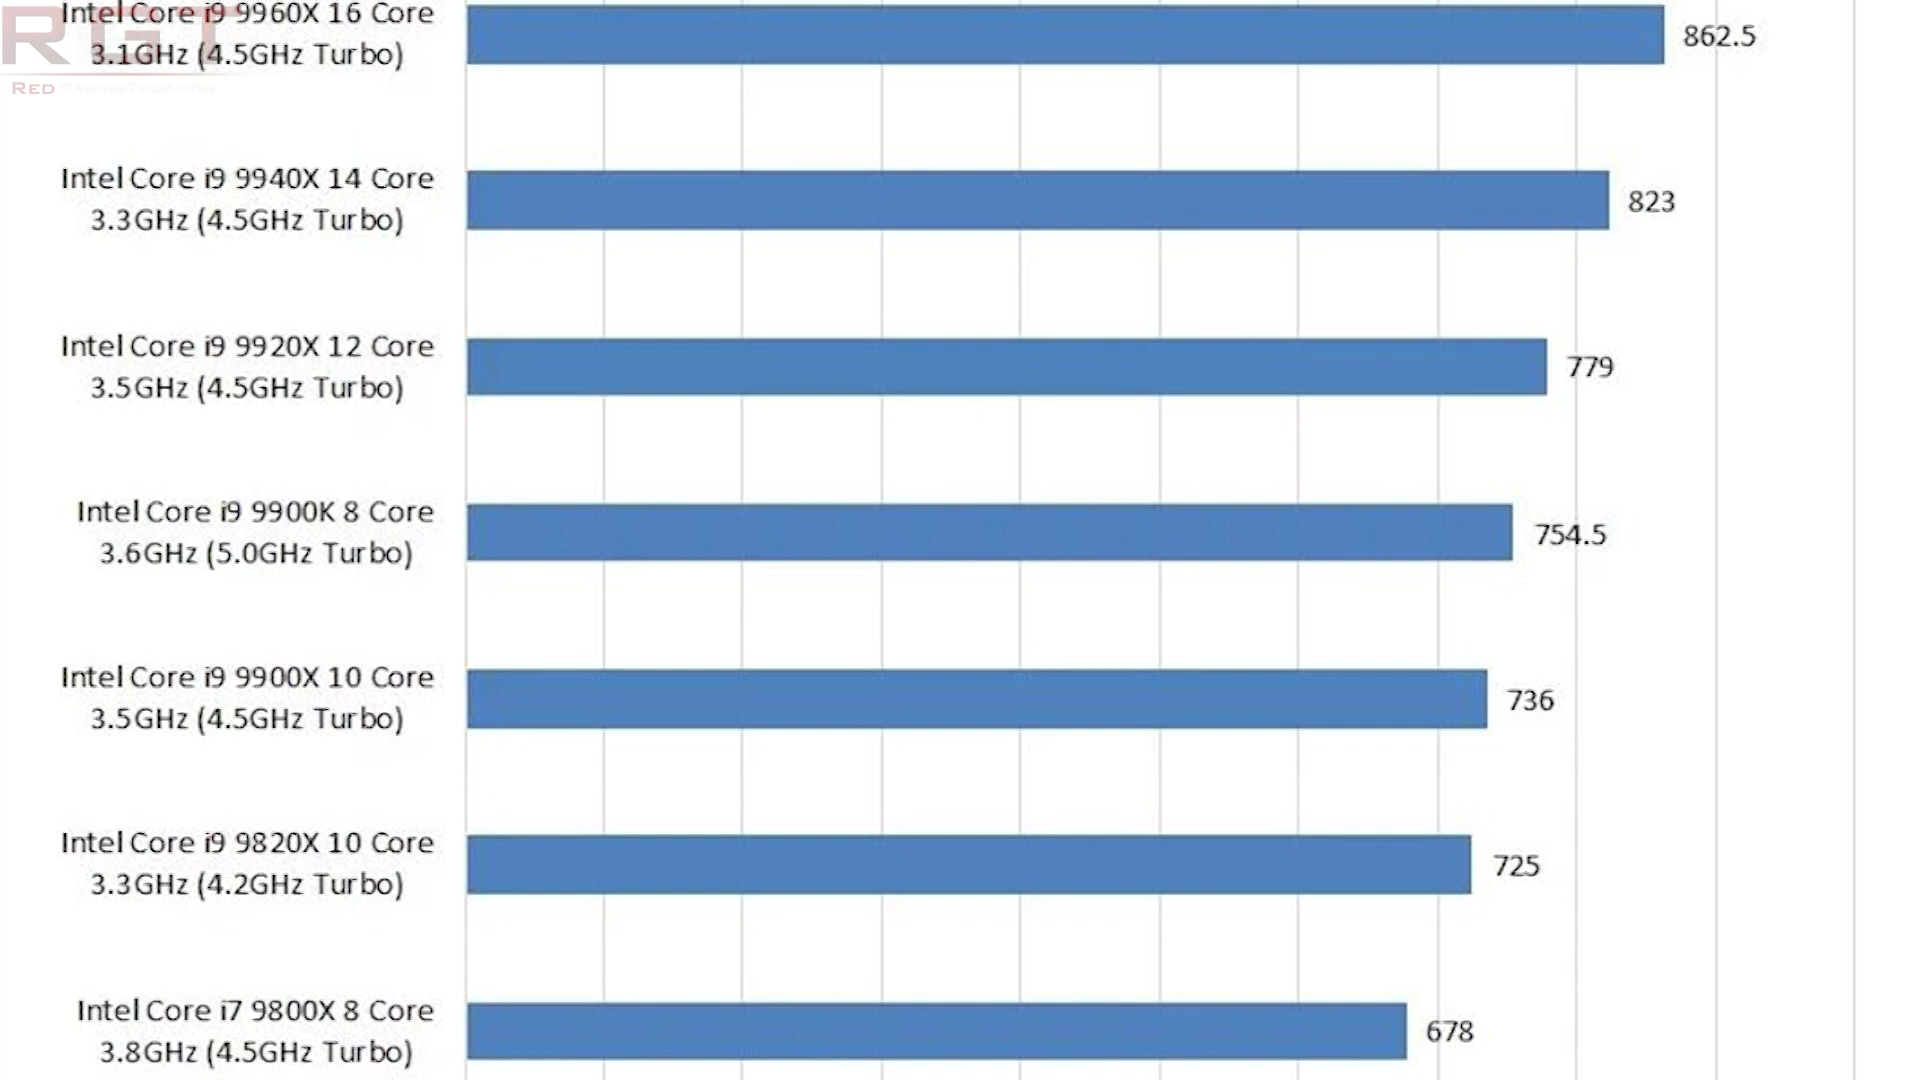 Intel Core i9 9960X 16 Core
3.1GHz (4.5GHz Turbo)
862.5
RGT
RED GAMINGTECH.COM
Intel Core i9 9940X 14 Core
3.3GHz (4.5GHz Turbo)
823
Intel Core i9 9920X 12 Core
3.5GHz (4.5GHz Turbo)
779
Intel Core i9 9900K 8 Core
3.6GHz (5.0GHz Turbo)
754.5
Intel Core i9 9900X 10 Core
3.5GHz (4.5GHz Turbo)
736
Intel Core i9 9820X 10 Core
3.3GHz (4.2GHz Turbo)
725
Intel Core i7 9800X 8 Core
3.8GHz (4.5GHz Turbo)
678